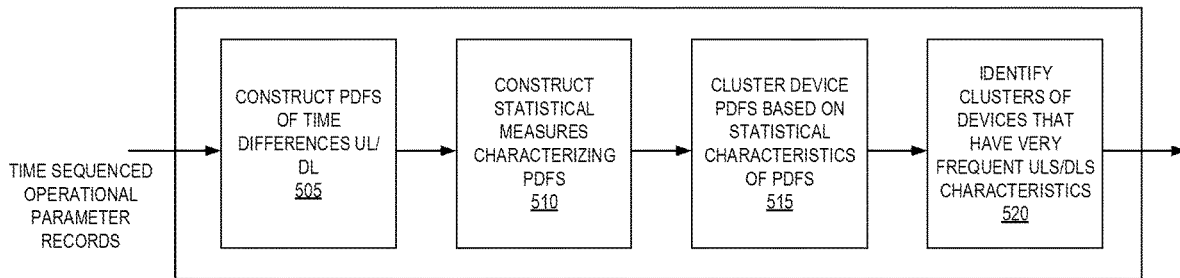 TIME SEQUENCED
OPERATIONAL
PARAMETER
RECORDS
CONSTRUCT PDFS
OF TIME
DIFFERENCES UL/
DL
505
CONSTRUCT
STATISTICAL
MEASURES
CHARACTERIZING
PDFS
510
CLUSTER DEVICE
PDFS BASED ON
STATISTICAL
CHARACTERISTICS
OF PDFS
515
IDENTIFY
CLUSTERS OF
DEVICES THAT
HAVE VERY
FREQUENT ULS/DLS
CHARACTERISTICS
520